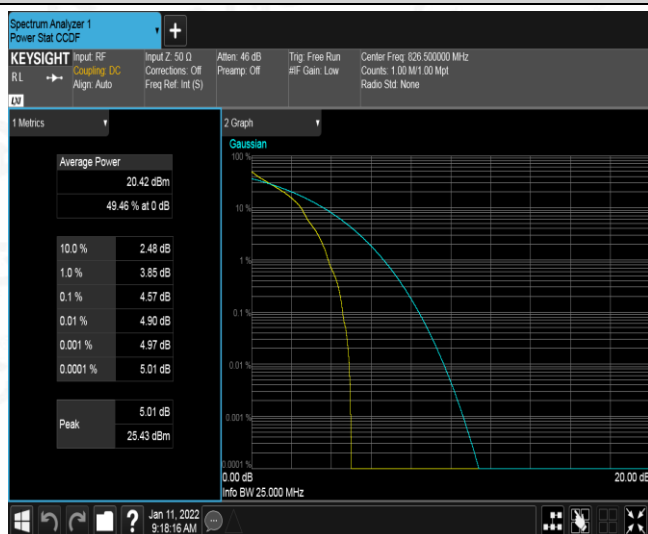 Spectrum Analyzer 1
Power Stat CCDF
+
KEYSIGHT
Input: RF
Coupling: DC
Align: Auto
Input Z: 50 Ω
Corrections: Off
Freq Ref: Int (S)
Atten: 46 dB
Preamp: Off
Trig: Free Run
#IF Gain: Low
Center Freq: 826.500000 MHz
Counts: 1.00 M/1.00 Mpt
Radio Std: None
R L
LXI
1 Metrics
Average Power
20.42 dBm
49.46 % at 0 dB
10.0 % 2.48 dB
1.0 % 3.85 dB
0.1 % 4.57 dB
0.01 % 4.90 dB
0.001 % 4.97 dB
0.0001 % 5.01 dB
Peak
5.01 dB
25.43 dBm
2 Graph
Gaussian
100 %
10 %
1 %
0.1 %
0.01 %
0.001 %
0.0001 %
0.00 dB 20.00 dB
Info BW 25.000 MHz
?
Jan 11, 2022
9:18:16 AM